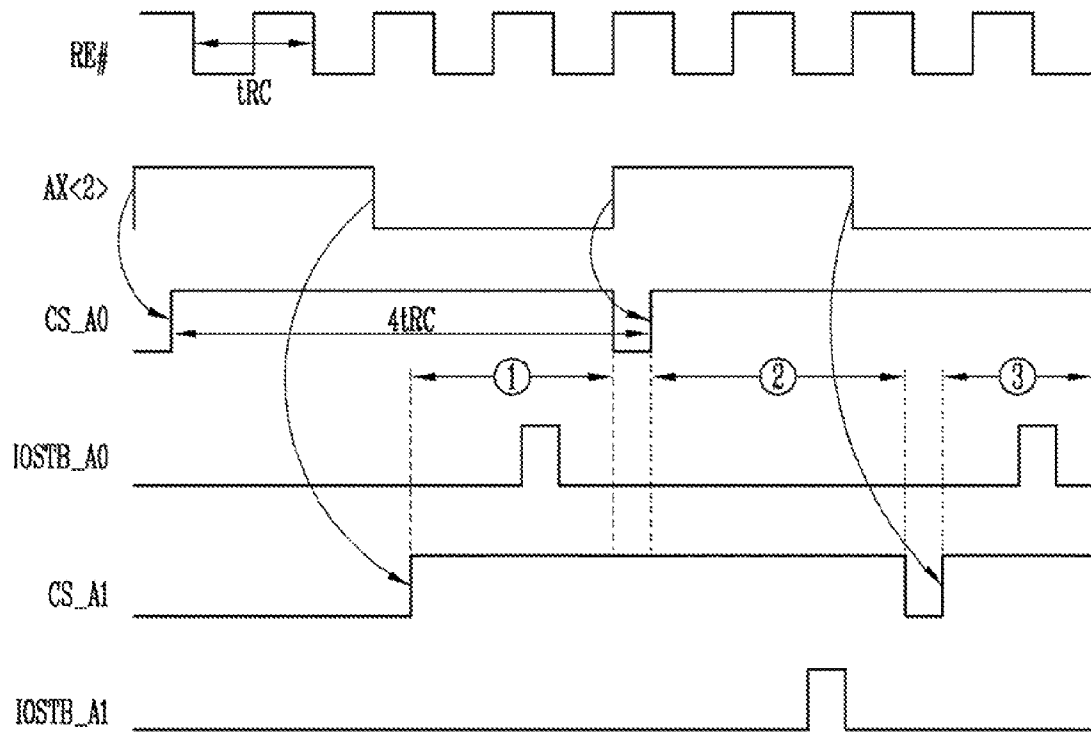 RE#
tRC
AX<2>
CS_A0
4tRC
① ② ③
IOSTB_A0
CS_A1
IOSTB_A1